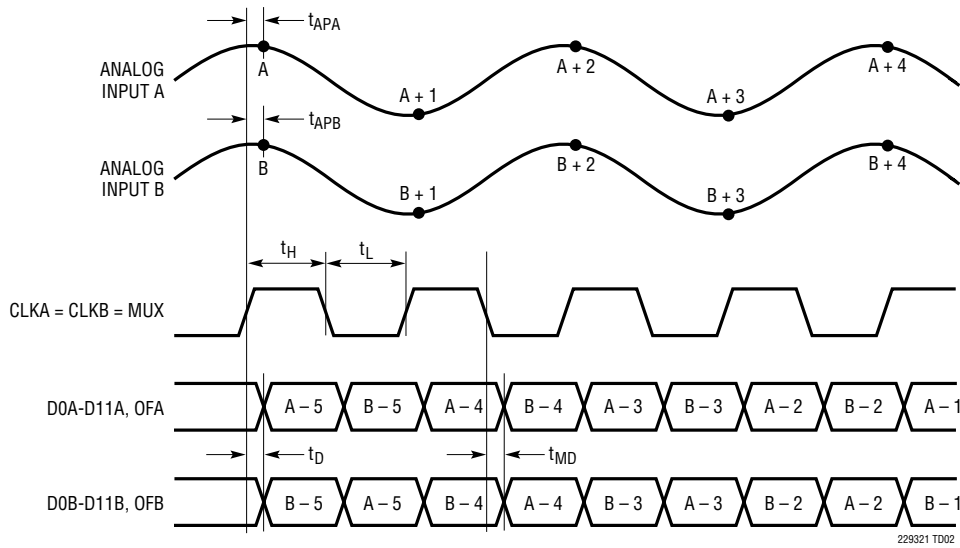 tAPA
ANALOG
INPUT A
A
A + 1
A + 2
A + 3
A + 4
tAPB
ANALOG
INPUT B
B
B + 1
B + 2
B + 3
B + 4
tH
tL
CLKA = CLKB = MUX
D0A-D11A, OFA
A – 5
B – 5
A – 4
B – 4
A – 3
B – 3
A – 2
B – 2
A – 1
tD
tMD
D0B-D11B, OFB
B – 5
A – 5
B – 4
A – 4
B – 3
A – 3
B – 2
A – 2
B – 1
229321 TD02